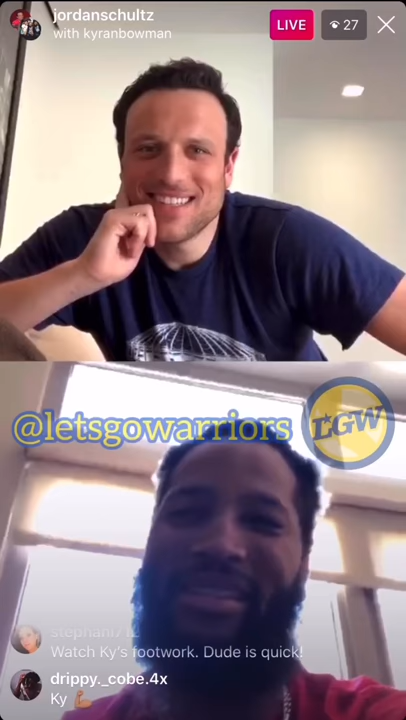 jordanschultz
with kyranbowman
LIVE
27
@letsgowarriors
LGW
Watch Ky's footwork. Dude is quick!
drippy._cobe.4x
Ky 💪🏽